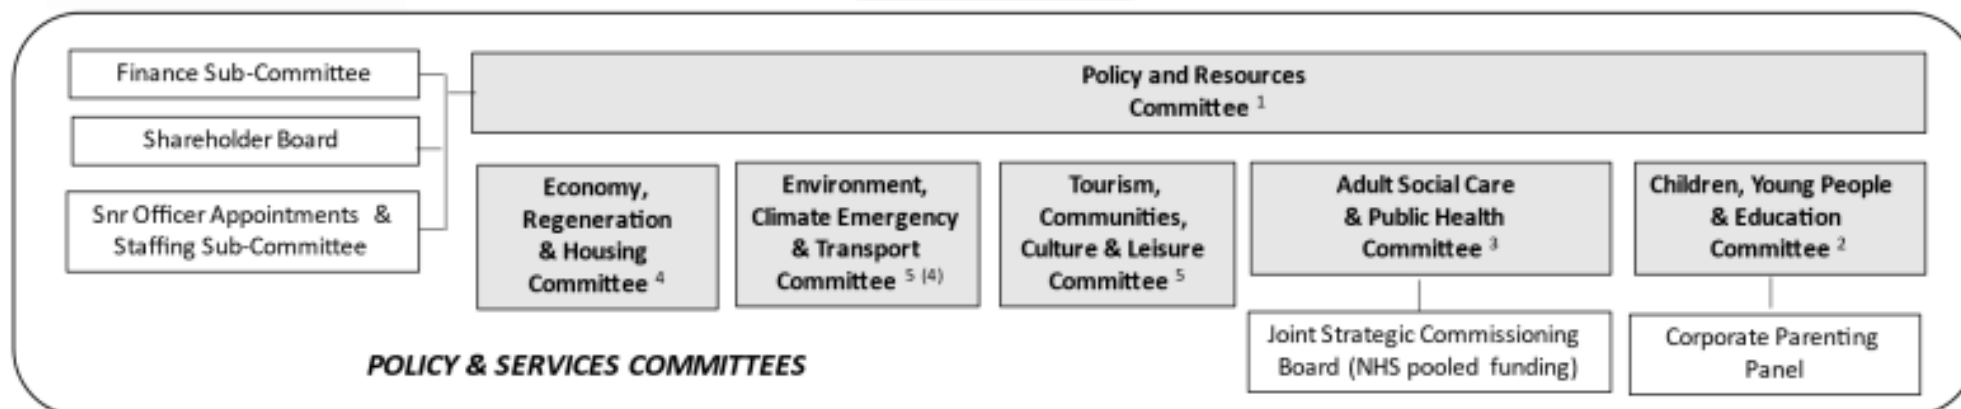 Finance Sub-Committee
Shareholder Board
Snr Officer Appointments &
Staffing Sub-Committee
Policy and Resources
Committee 1
Economy,
Regeneration
& Housing
Committee 4
Environment,
Climate Emergency
& Transport
Committee 5 (4)
Tourism,
Communities,
Culture & Leisure
Committee 5
Adult Social Care
& Public Health
Committee 3
Children, Young People
& Education
Committee 2
Joint Strategic Commissioning
Board (NHS pooled funding)
Corporate Parenting
Panel
POLICY & SERVICES COMMITTEES